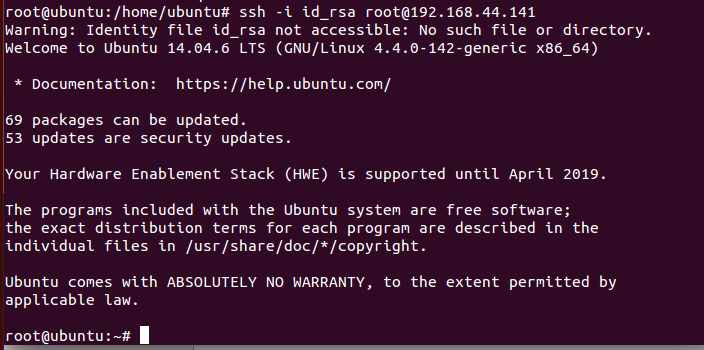 root@ubuntu:/home/ubuntu# ssh -i id_rsa root@192.168.44.141
Warning: Identity file id_rsa not accessible: No such file or directory.
Welcome to Ubuntu 14.04.6 LTS (GNU/Linux 4.4.0-142-generic x86_64)
* Documentation:  https://help.ubuntu.com/
69 packages can be updated.
53 updates are security updates.
Your Hardware Enablement Stack (HWE) is supported until April 2019.
The programs included with the Ubuntu system are free software;
the exact distribution terms for each program are described in the
individual files in /usr/share/doc/*/copyright.
Ubuntu comes with ABSOLUTELY NO WARRANTY, to the extent permitted by
applicable law.
root@ubuntu:~#